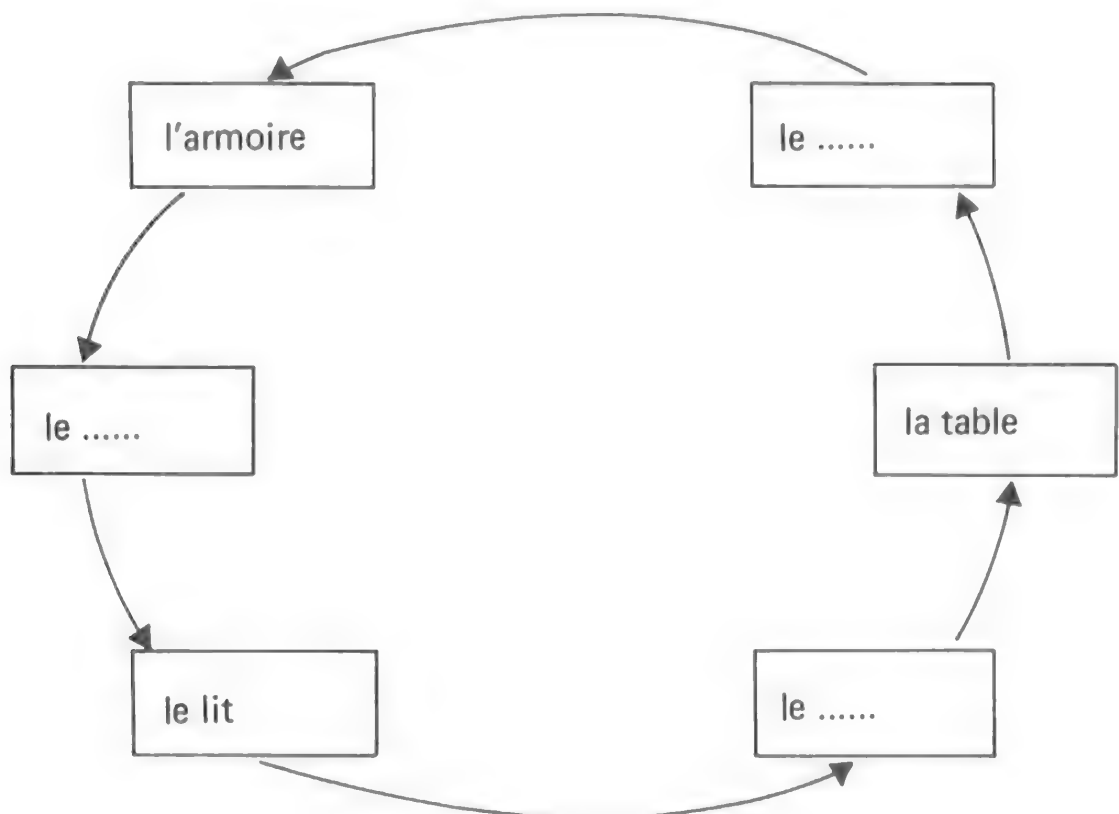 l'armoire
le ......
le ......
la table
le lit
le ......